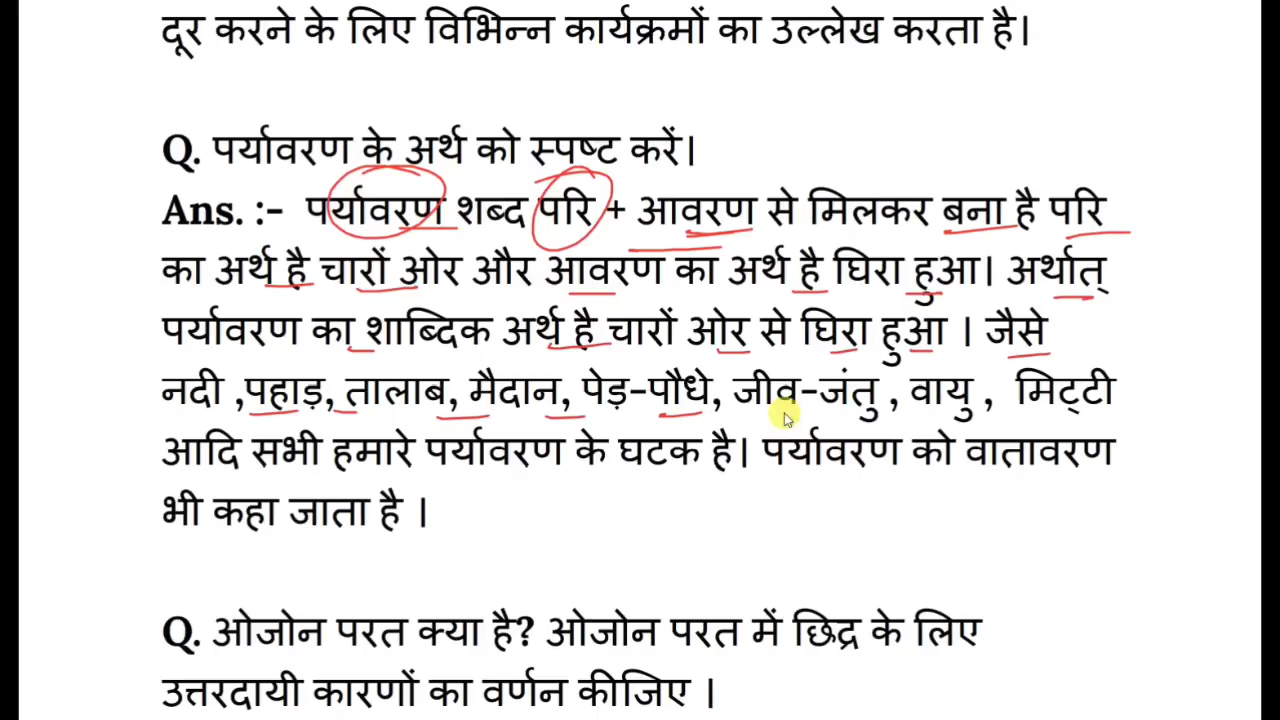 दूर करने के लिए विभिन्न कार्यक्रमों का उल्लेख करता है।
Q. पर्यावरण के अर्थ को स्पष्ट करें।
Ans. :- पर्यावरण शब्द परि + आवरण से मिलकर बना है परि
का अर्थ है चारों ओर और आवरण का अर्थ है घिरा हुआ। अर्थात्
पर्यावरण का शाब्दिक अर्थ है चारों ओर से घिरा हुआ । जैसे
नदी ,पहाड़, तालाब, मैदान, पेड़-पौधे, जीव-जंतु , वायु , मिट्टी
आदि सभी हमारे पर्यावरण के घटक है। पर्यावरण को वातावरण
भी कहा जाता है ।
Q. ओजोन परत क्या है? ओजोन परत में छिद्र के लिए
उत्तरदायी कारणों का वर्णन कीजिए ।